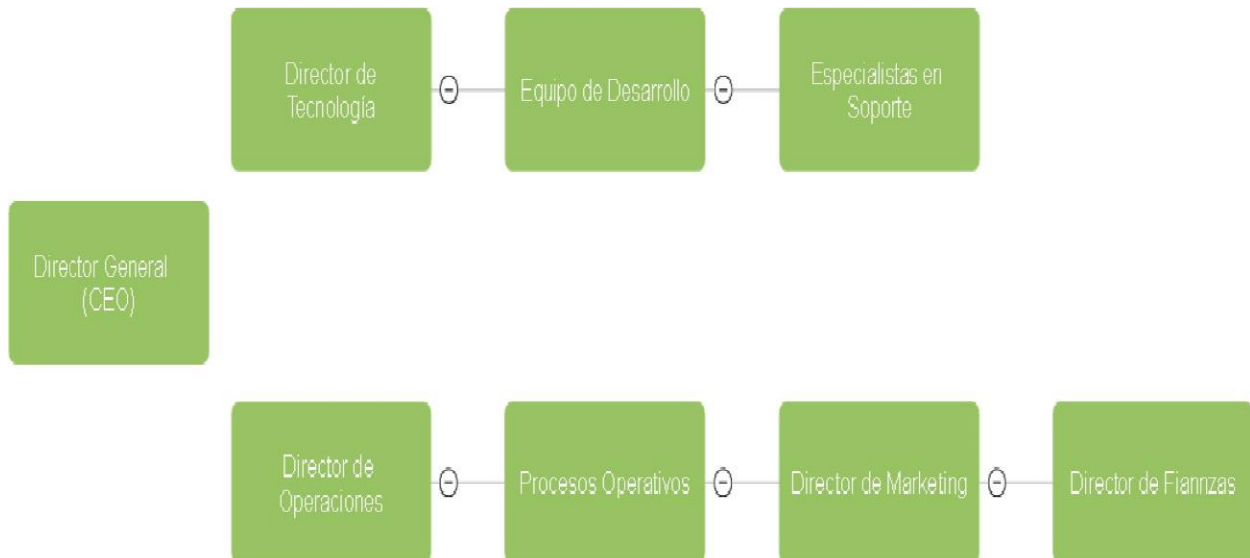 Director de
Tecnología
Equipo de Desarrollo
Especialistas en
Soporte
Director General
(CEO)
Director de
Operaciones
Procesos Operativos
Director de Marketing
Director de Fiannzas